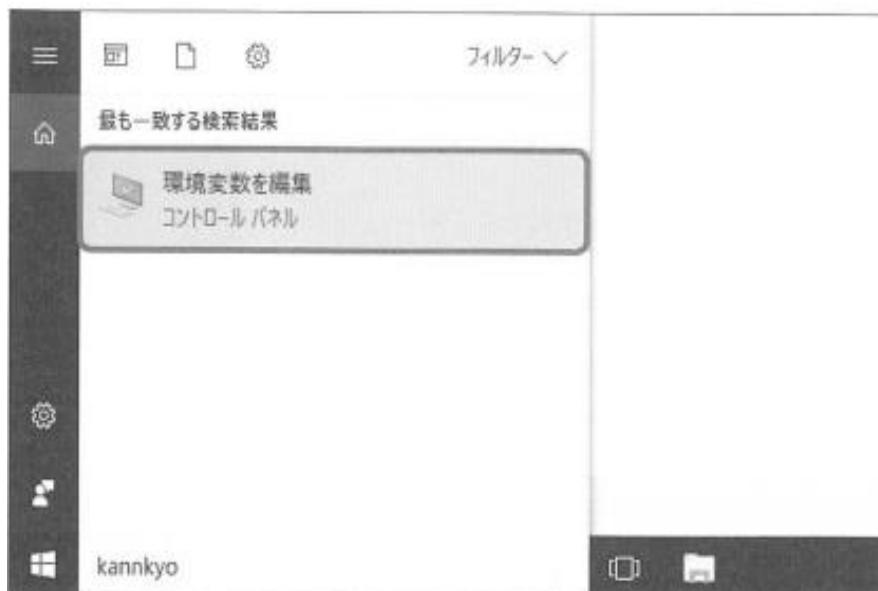 フィルター
最も一致する検索結果
環境変数を編集
コントロール パネル
kannkyo